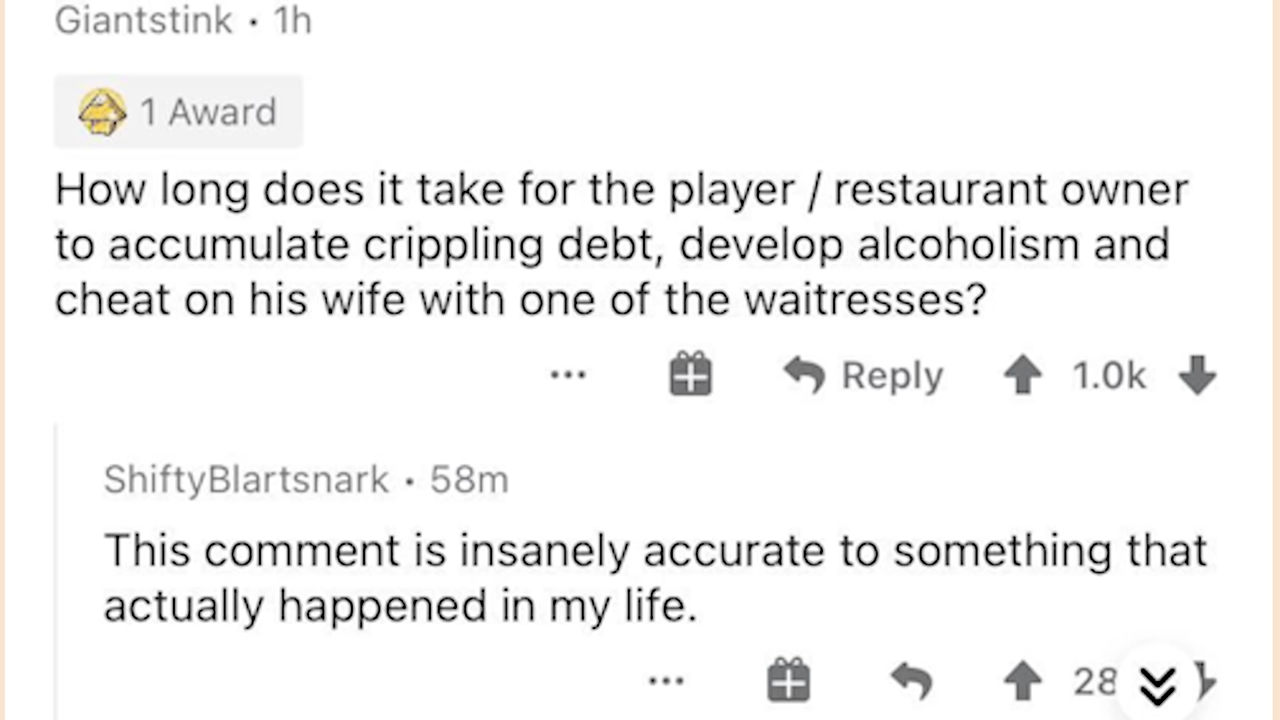 Giantstink • 1h
1 Award
How long does it take for the player / restaurant owner
to accumulate crippling debt, develop alcoholism and
cheat on his wife with one of the waitresses?
Reply 1.0k
ShiftyBlartsnark • 58m
This comment is insanely accurate to something that
actually happened in my life.
28